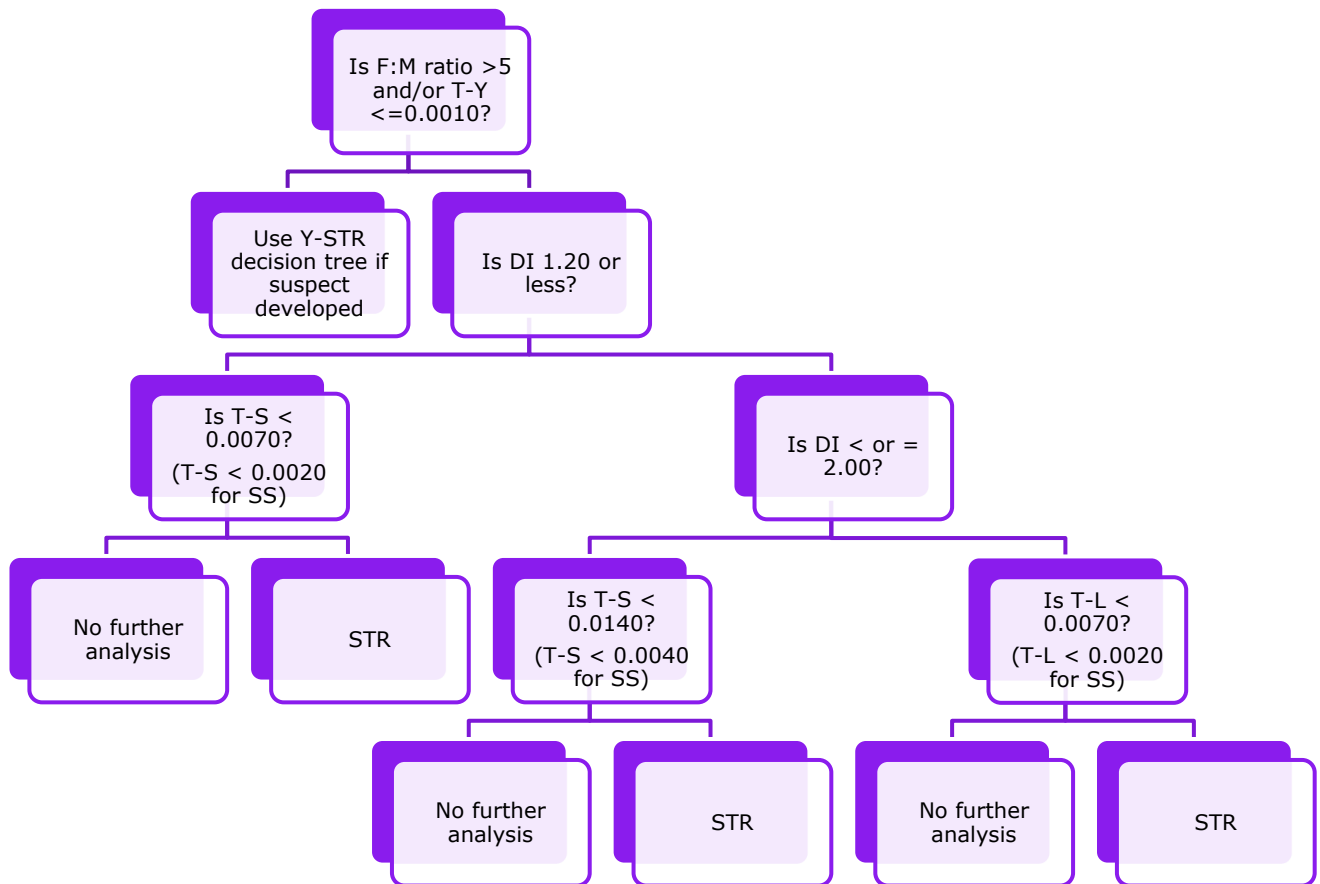 Is F:M ratio >5
and/or T-Y
<=0.0010?
Use Y-STR
decision tree if
suspect
developed
Is DI 1.20 or
less?
Is T-S <
0.0070?
(T-S < 0.0020
for SS)
Is DI < or =
2.00?
No further
analysis
STR
Is T-S <
0.0140?
(T-S < 0.0040
for SS)
Is T-L <
0.0070?
(T-L < 0.0020
for SS)
No further
analysis
STR
No further
analysis
STR